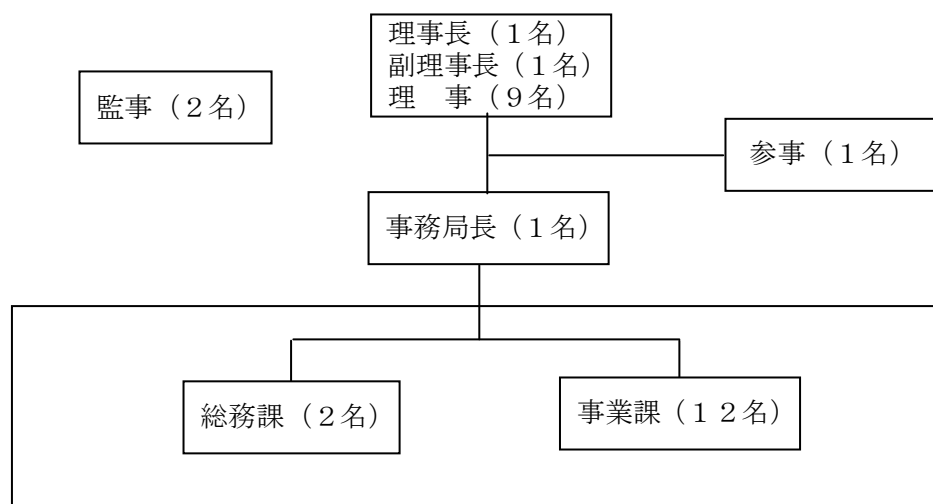 理事長（１名）
副理事長（１名）
理　事（９名）
監事（２名）
参事（１名）
事務局長（１名）
総務課（２名）
事業課（１２名）